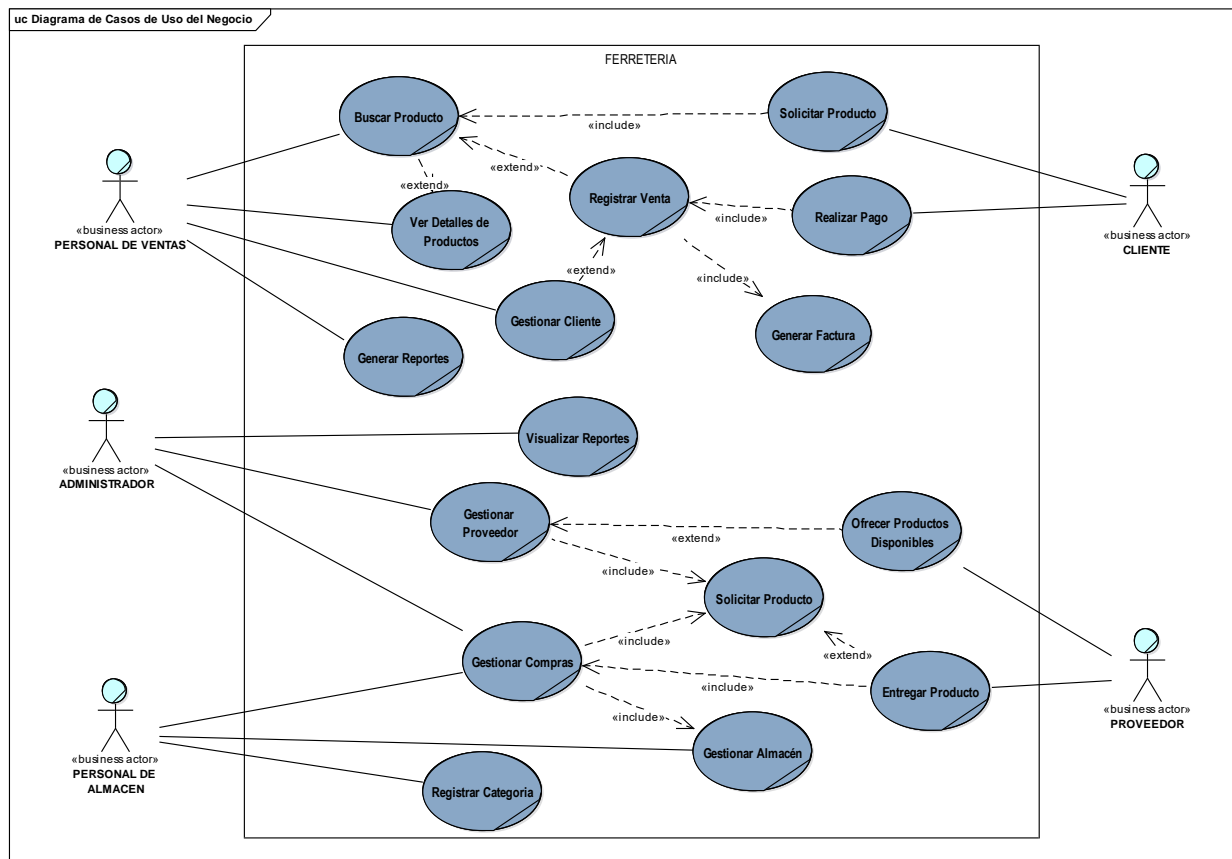 uc Diagrama de Casos de Uso del Negocio
FERRETERIA
Buscar Producto
Solicitar Producto
«include»
«extend»
«extend»
Registrar Venta
Realizar Pago
«include»
Ver Detalles de
Productos
«business actor»
PERSONAL DE VENTAS
«business actor»
CLIENTE
«extend»
«include»
Gestionar Cliente
Generar Factura
Generar Reportes
Visualizar Reportes
«business actor»
ADMINISTRADOR
Gestionar
Proveedor
Ofrecer Productos
Disponibles
«extend»
«include»
Solicitar Producto
«include»
«extend»
Gestionar Compras
«include»
Entregar Producto
«include»
«business actor»
PROVEEDOR
Gestionar Almacén
«business actor»
PERSONAL DE
ALMACEN
Registrar Categoria